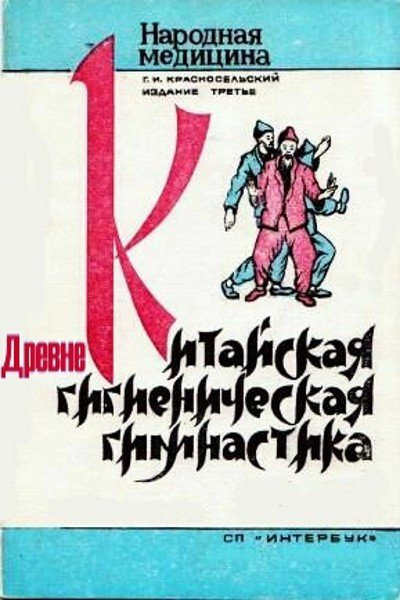 Народная
медицина
Г. И. КРАСНОСЕЛЬСКИЙ
ИЗДАНИЕ ТРЕТЬЕ
Древне
Китайская
гигиеническая
гимнастика
СП «ИНТЕРБУК»